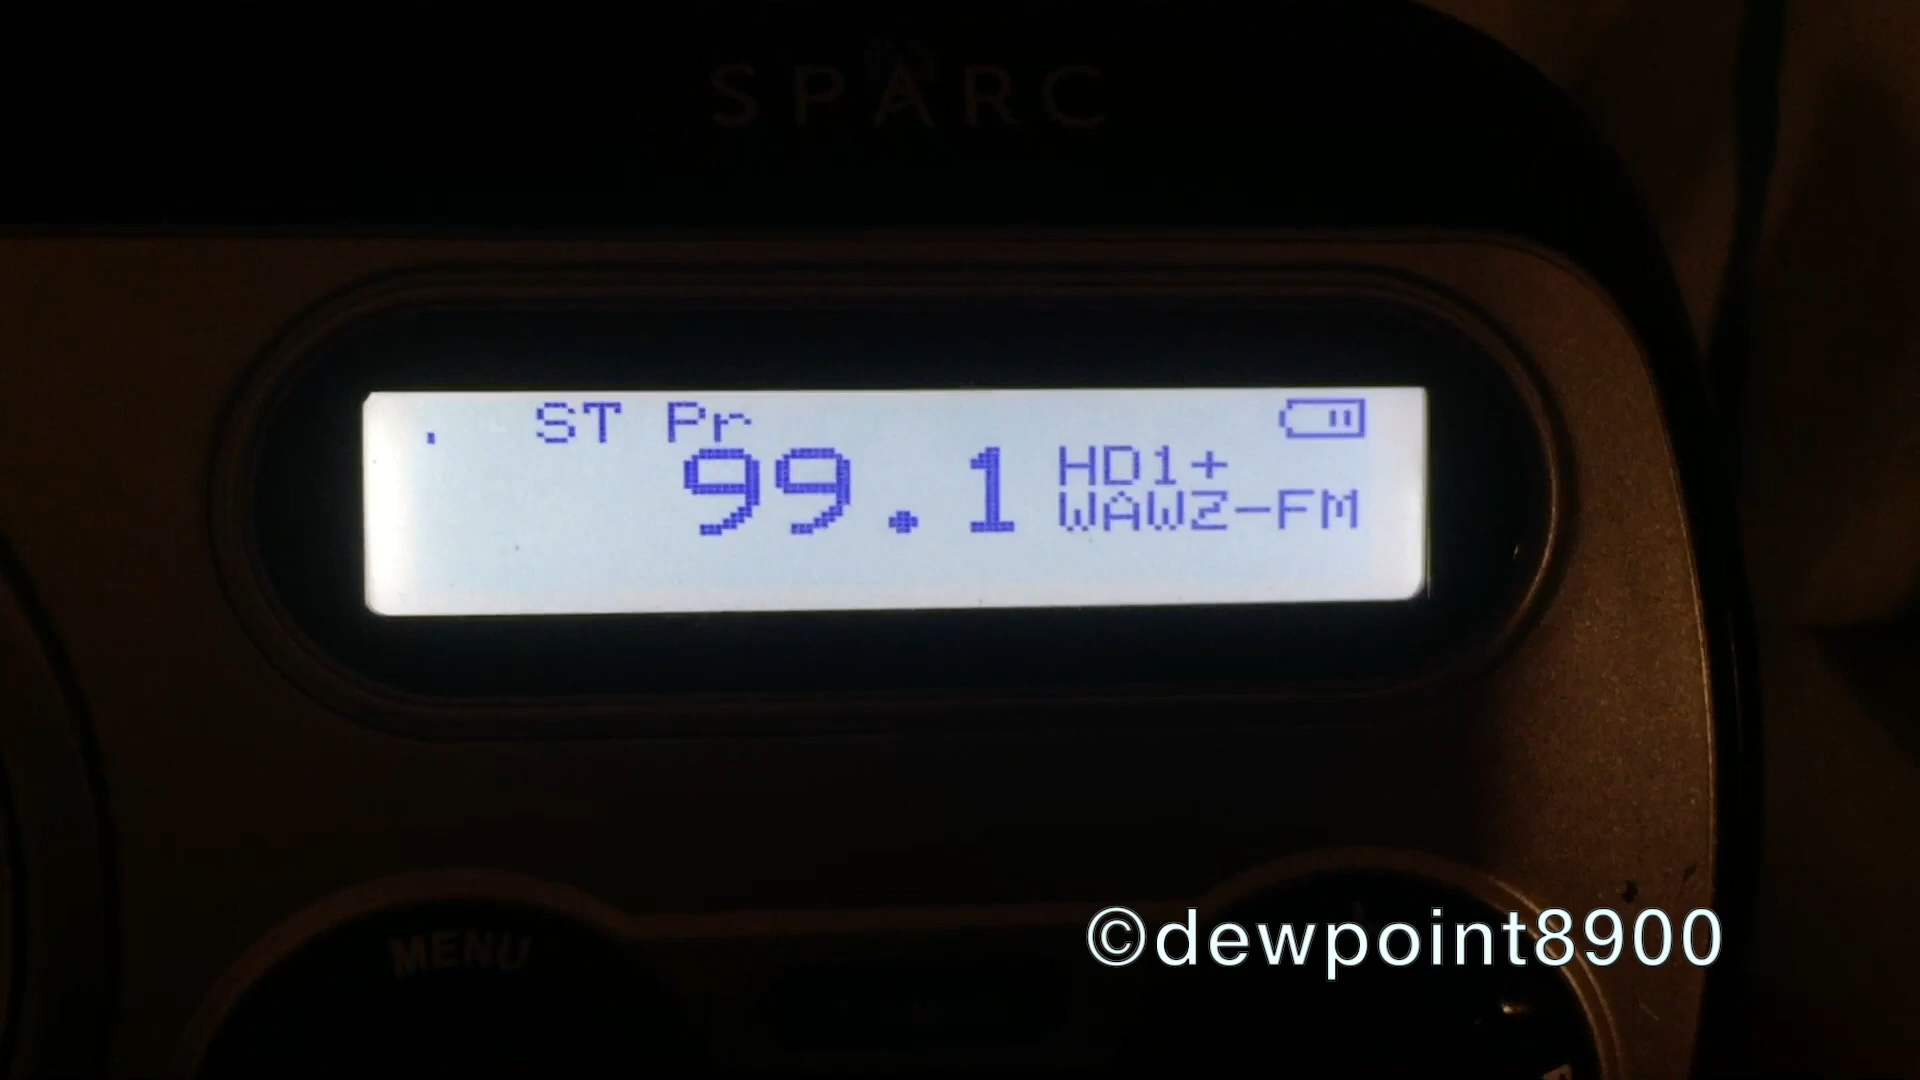 SPARC
. ST Pr
99.1 HD1+
WAWZ-FM
MENU
©dewpoint8900